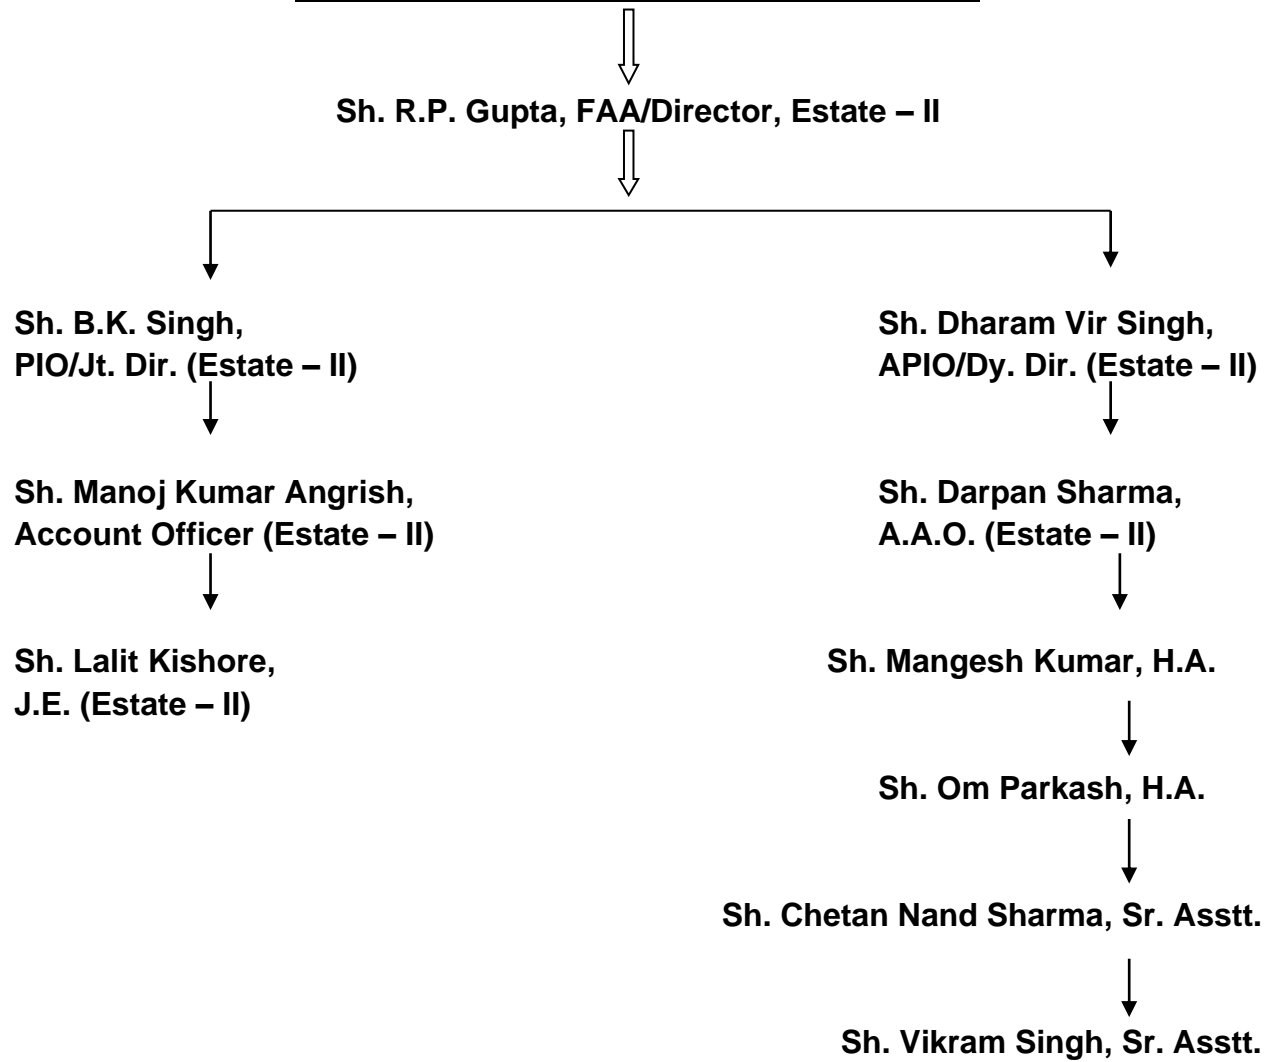 Sh. R.P. Gupta, FAA/Director, Estate – II
Sh. B.K. Singh,
PIO/Jt. Dir. (Estate – II)
Sh. Dharam Vir Singh,
APIO/Dy. Dir. (Estate – II)
Sh. Manoj Kumar Angrish,
Account Officer (Estate – II)
Sh. Darpan Sharma,
A.A.O. (Estate – II)
Sh. Lalit Kishore,
J.E. (Estate – II)
Sh. Mangesh Kumar, H.A.
Sh. Om Parkash, H.A.
Sh. Chetan Nand Sharma, Sr. Asstt.
Sh. Vikram Singh, Sr. Asstt.